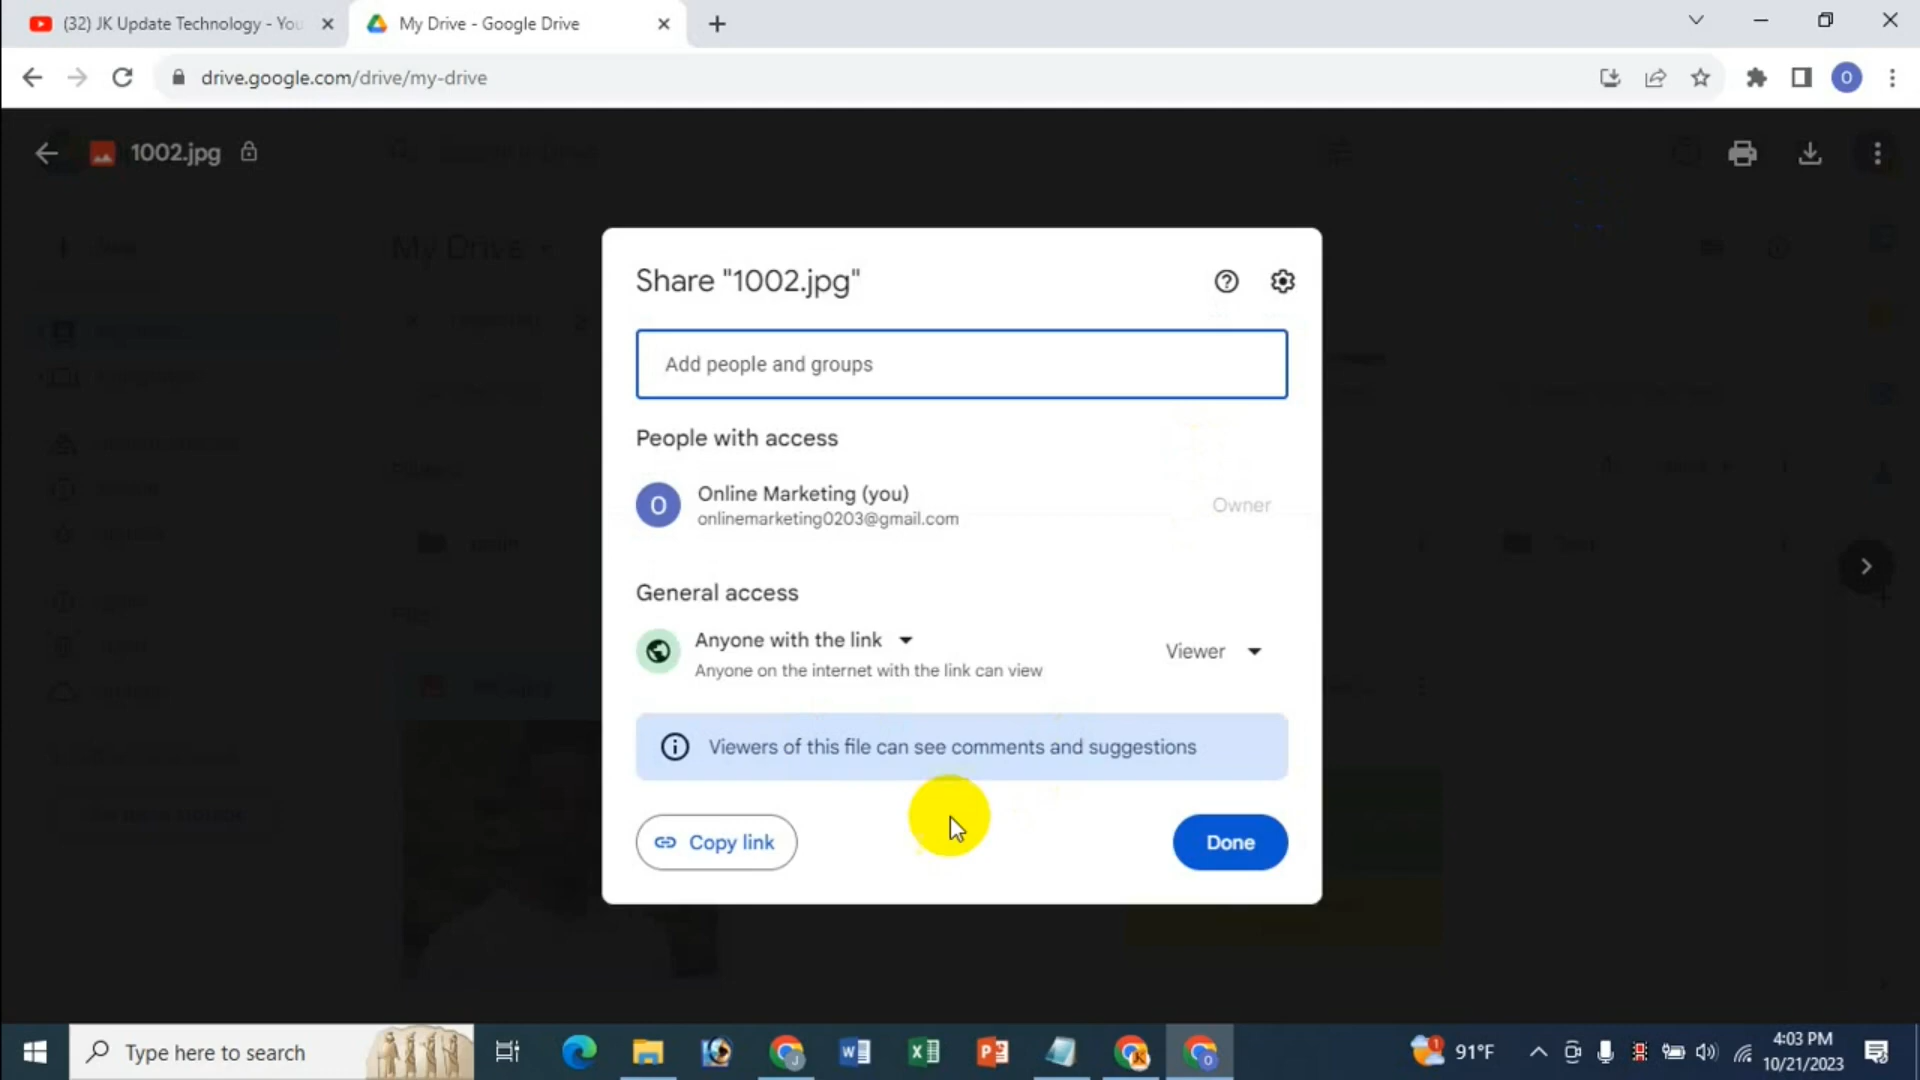 (32) JK Update Technology - You
My Drive - Google Drive
drive.google.com/drive/my-drive
1002.jpg
My Drive
Share "1002.jpg"
Add people and groups
People with access
O
Online Marketing (you)
onlinemarketing0203@gmail.com
Owner
General access
Anyone with the link
Anyone on the internet with the link can view
Viewer
Viewers of this file can see comments and suggestions
Copy link
Done
Type here to search
91°F
4:03 PM
10/21/2023